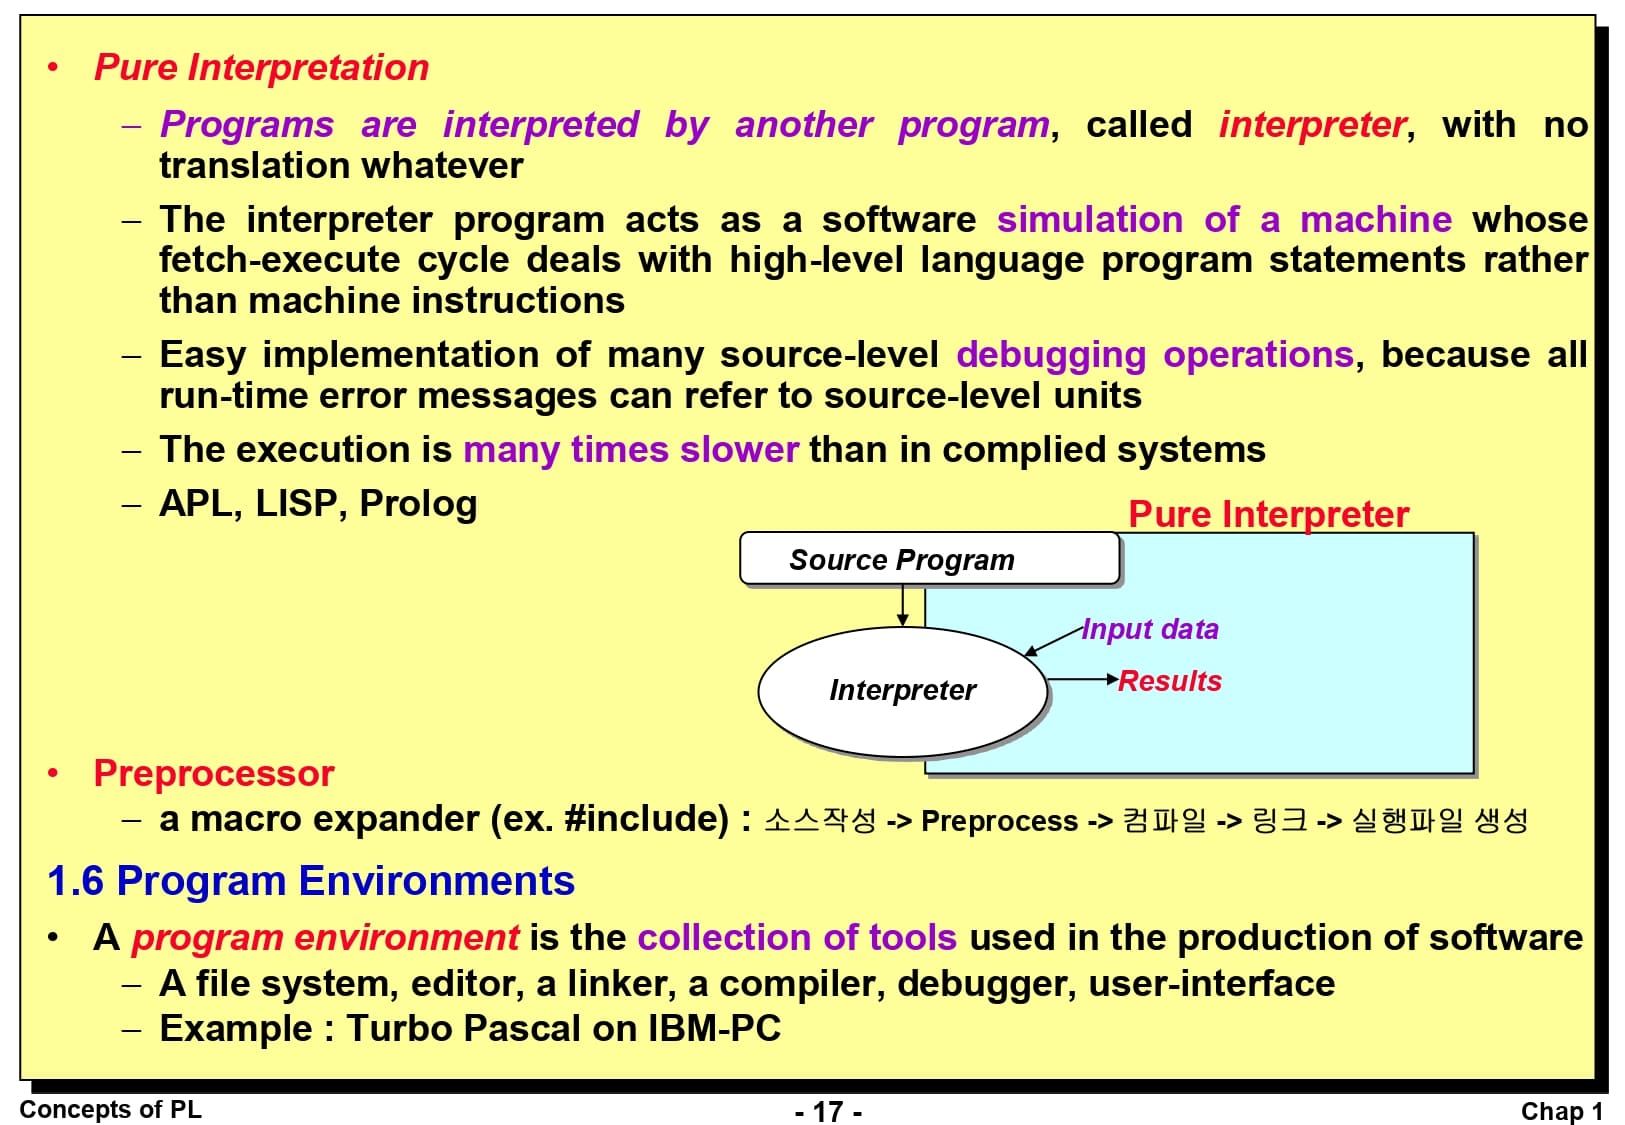 • Pure Interpretation
– Programs are interpreted by another program, called interpreter, with no
translation whatever
– The interpreter program acts as a software simulation of a machine whose
fetch-execute cycle deals with high-level language program statements rather
than machine instructions
– Easy implementation of many source-level debugging operations, because all
run-time error messages can refer to source-level units
– The execution is many times slower than in complied systems
– APL, LISP, Prolog
Pure Interpreter
Source Program
Input data
Interpreter
Results
• Preprocessor
– a macro expander (ex. #include) : 소스작성 -> Preprocess -> 컴파일 -> 링크 -> 실행파일 생성
1.6 Program Environments
• A program environment is the collection of tools used in the production of software
– A file system, editor, a linker, a compiler, debugger, user-interface
– Example : Turbo Pascal on IBM-PC
Concepts of PL
- 17 -
Chap 1